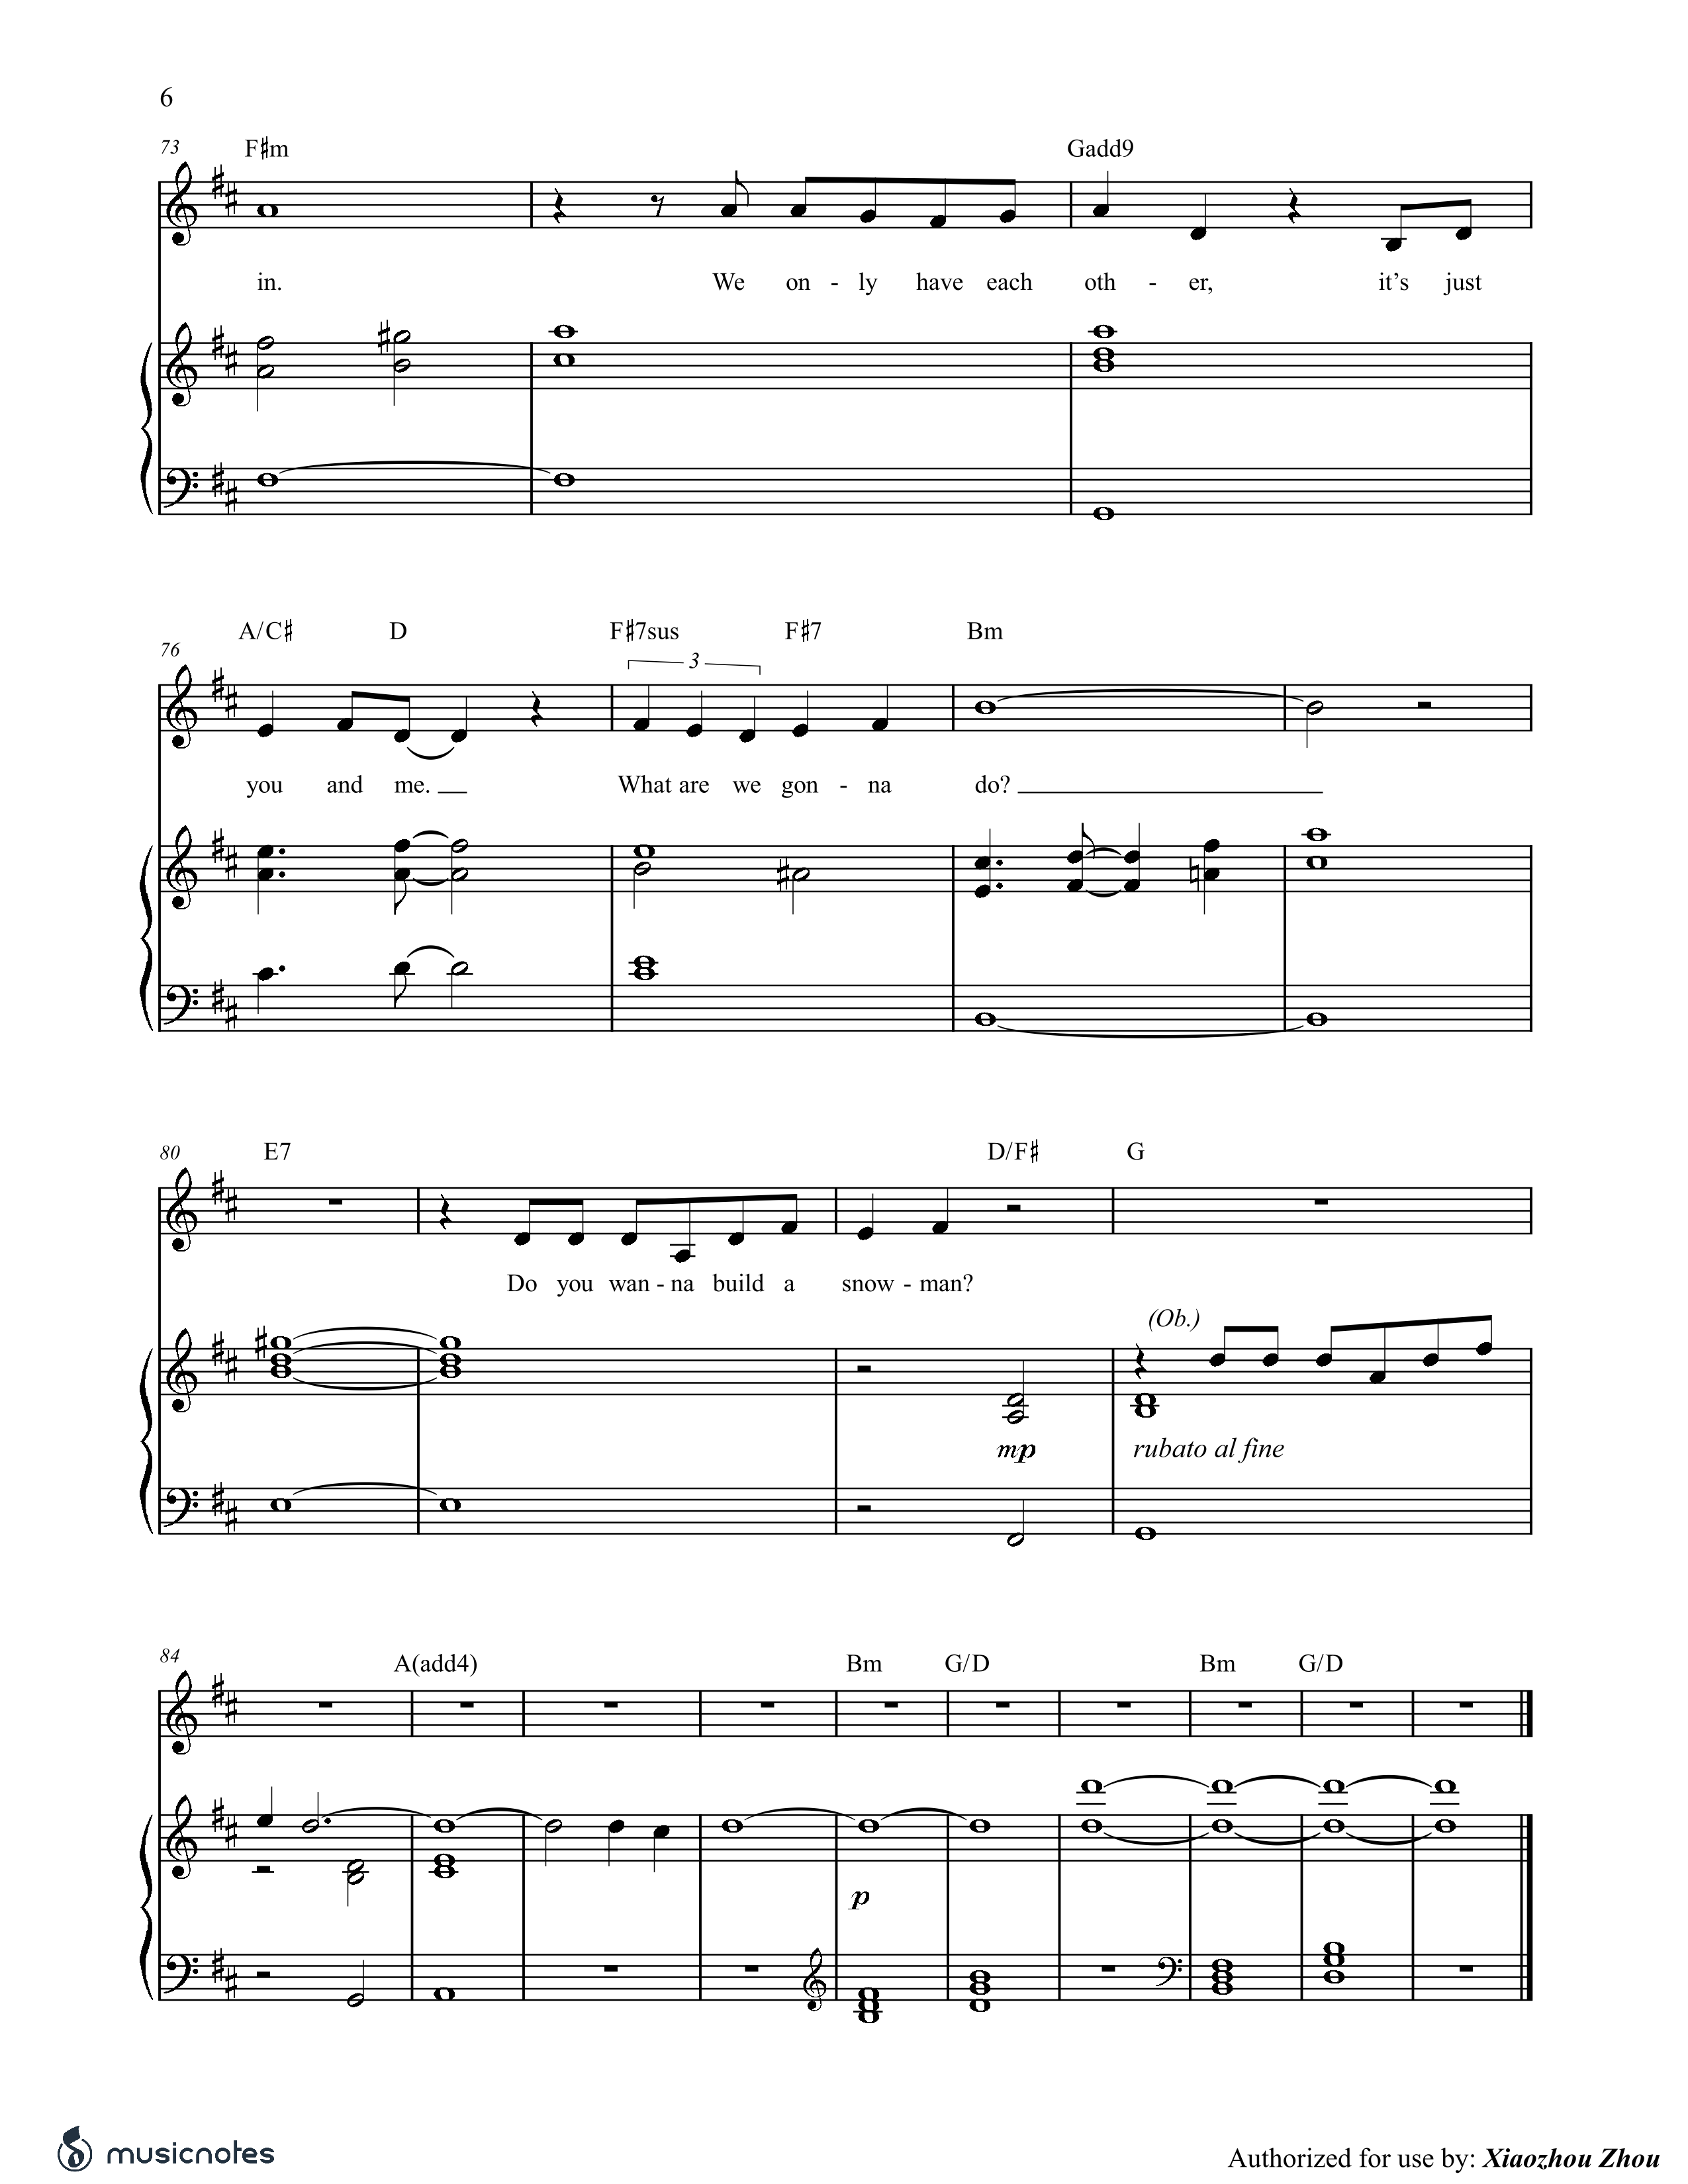 6
73 F♯m Gadd9
in. We on - ly have each oth - er, it's just
76 A/C♯ D F♯7sus F♯7 Bm
3
you and me. What are we gon - na do?
80 E7 D/F♯ G
Do you wan - na build a snow - man?
(Ob.)
mp rubato al fine
84 A(add4) Bm G/D Bm G/D
p
musicnotes
Authorized for use by: Xiaozhou Zhou